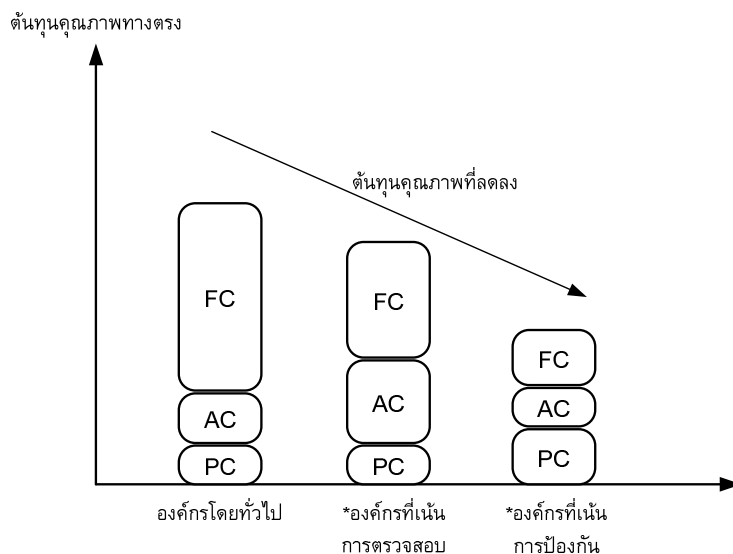 ต้นทุนคุณภาพทางตรง
ต้นทุนคุณภาพที่ลดลง
FC
AC
PC
FC
AC
PC
FC
AC
PC
องค์กรโดยทั่วไป
*องค์กรที่เน้น
การตรวจสอบ
*องค์กรที่เน้น
การป้องกัน